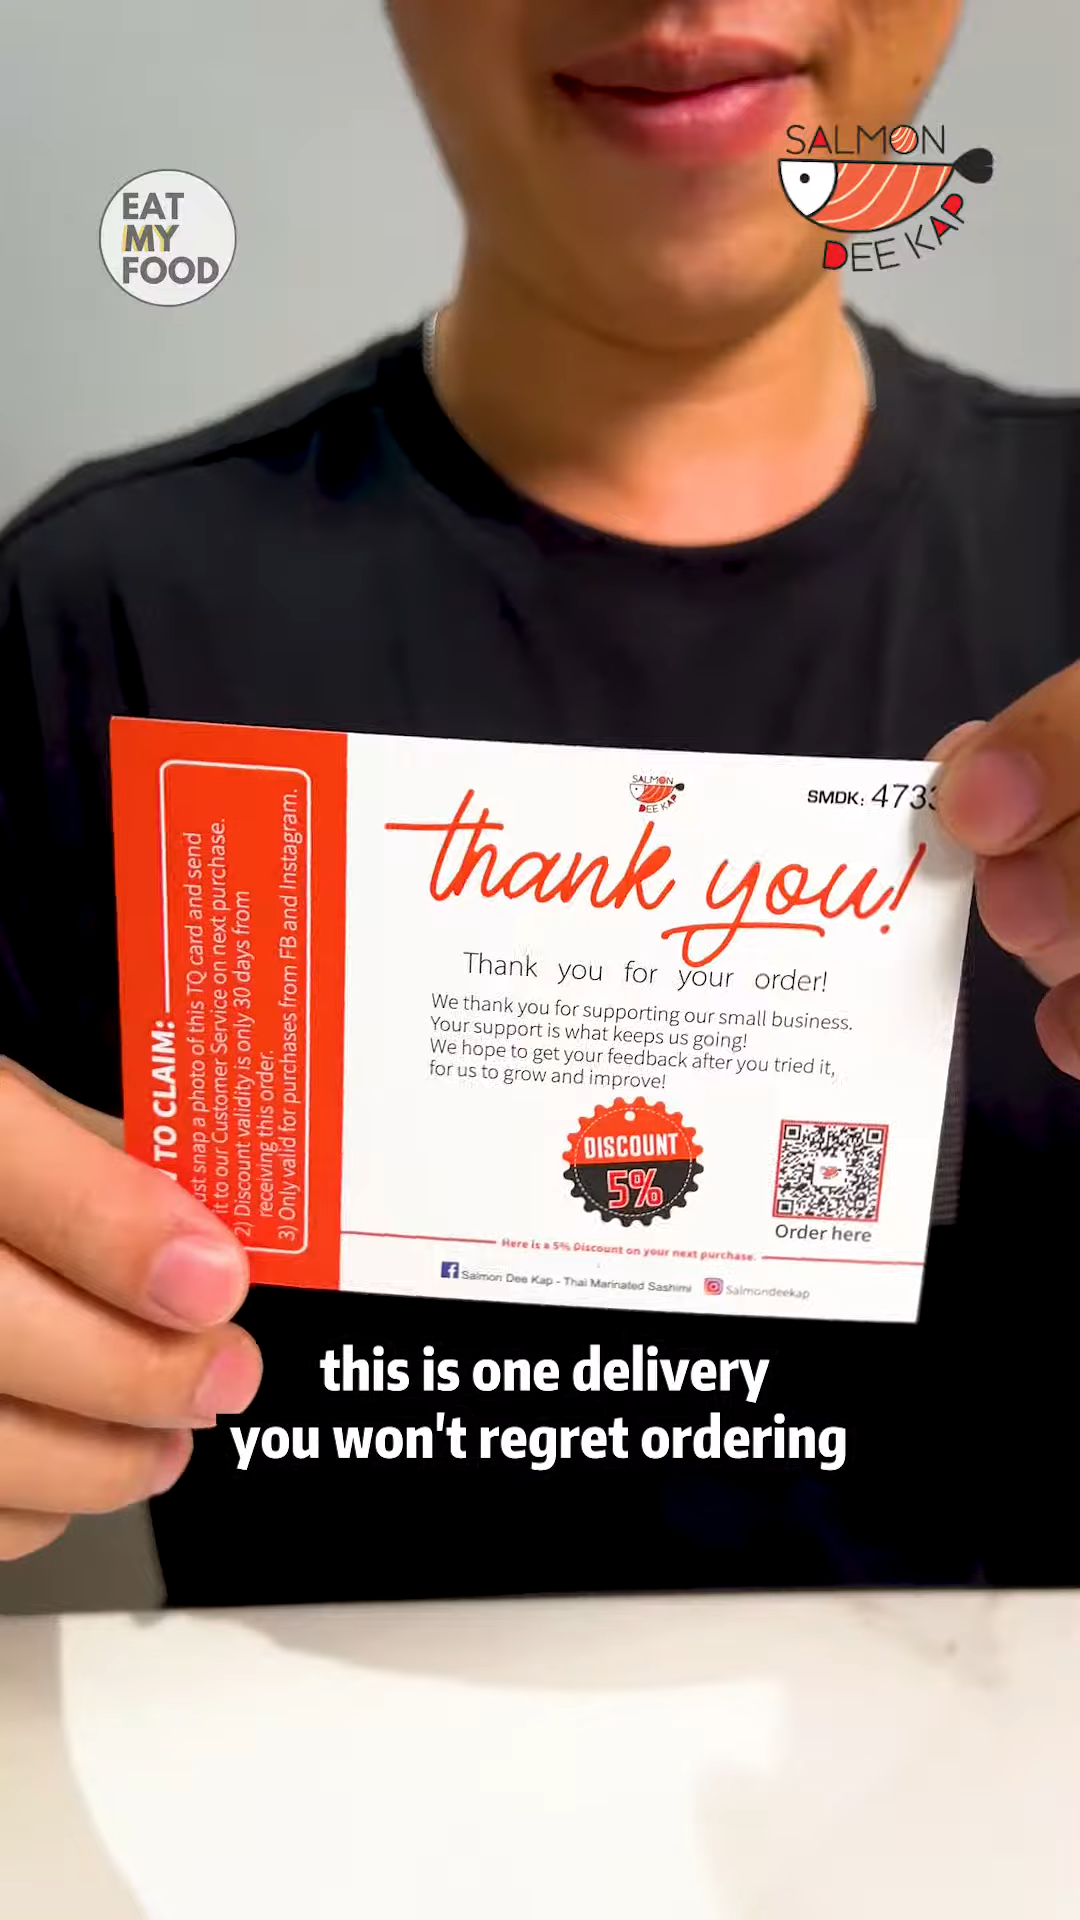 EAT
MY
FOOD
SALMON
DEE KAP
TO CLAIM:
ust snap a photo of this TQ card and send
it to our Customer Service on next purchase.
2) Discount validity is only 30 days from
receiving this order.
3) Only valid for purchases from FB and Instagram.
SALMON
DEE KAP
SMDK: 473
thank you!
Thank you for your order!
We thank you for supporting our small business.
Your support is what keeps us going!
We hope to get your feedback after you tried it,
for us to grow and improve!
DISCOUNT
5%
Order here
Here is a 5% Discount on your next purchase.
Salmon Dee Kap - Thai Marinated Sashimi
Salmondeekap
this is one delivery
you won't regret ordering